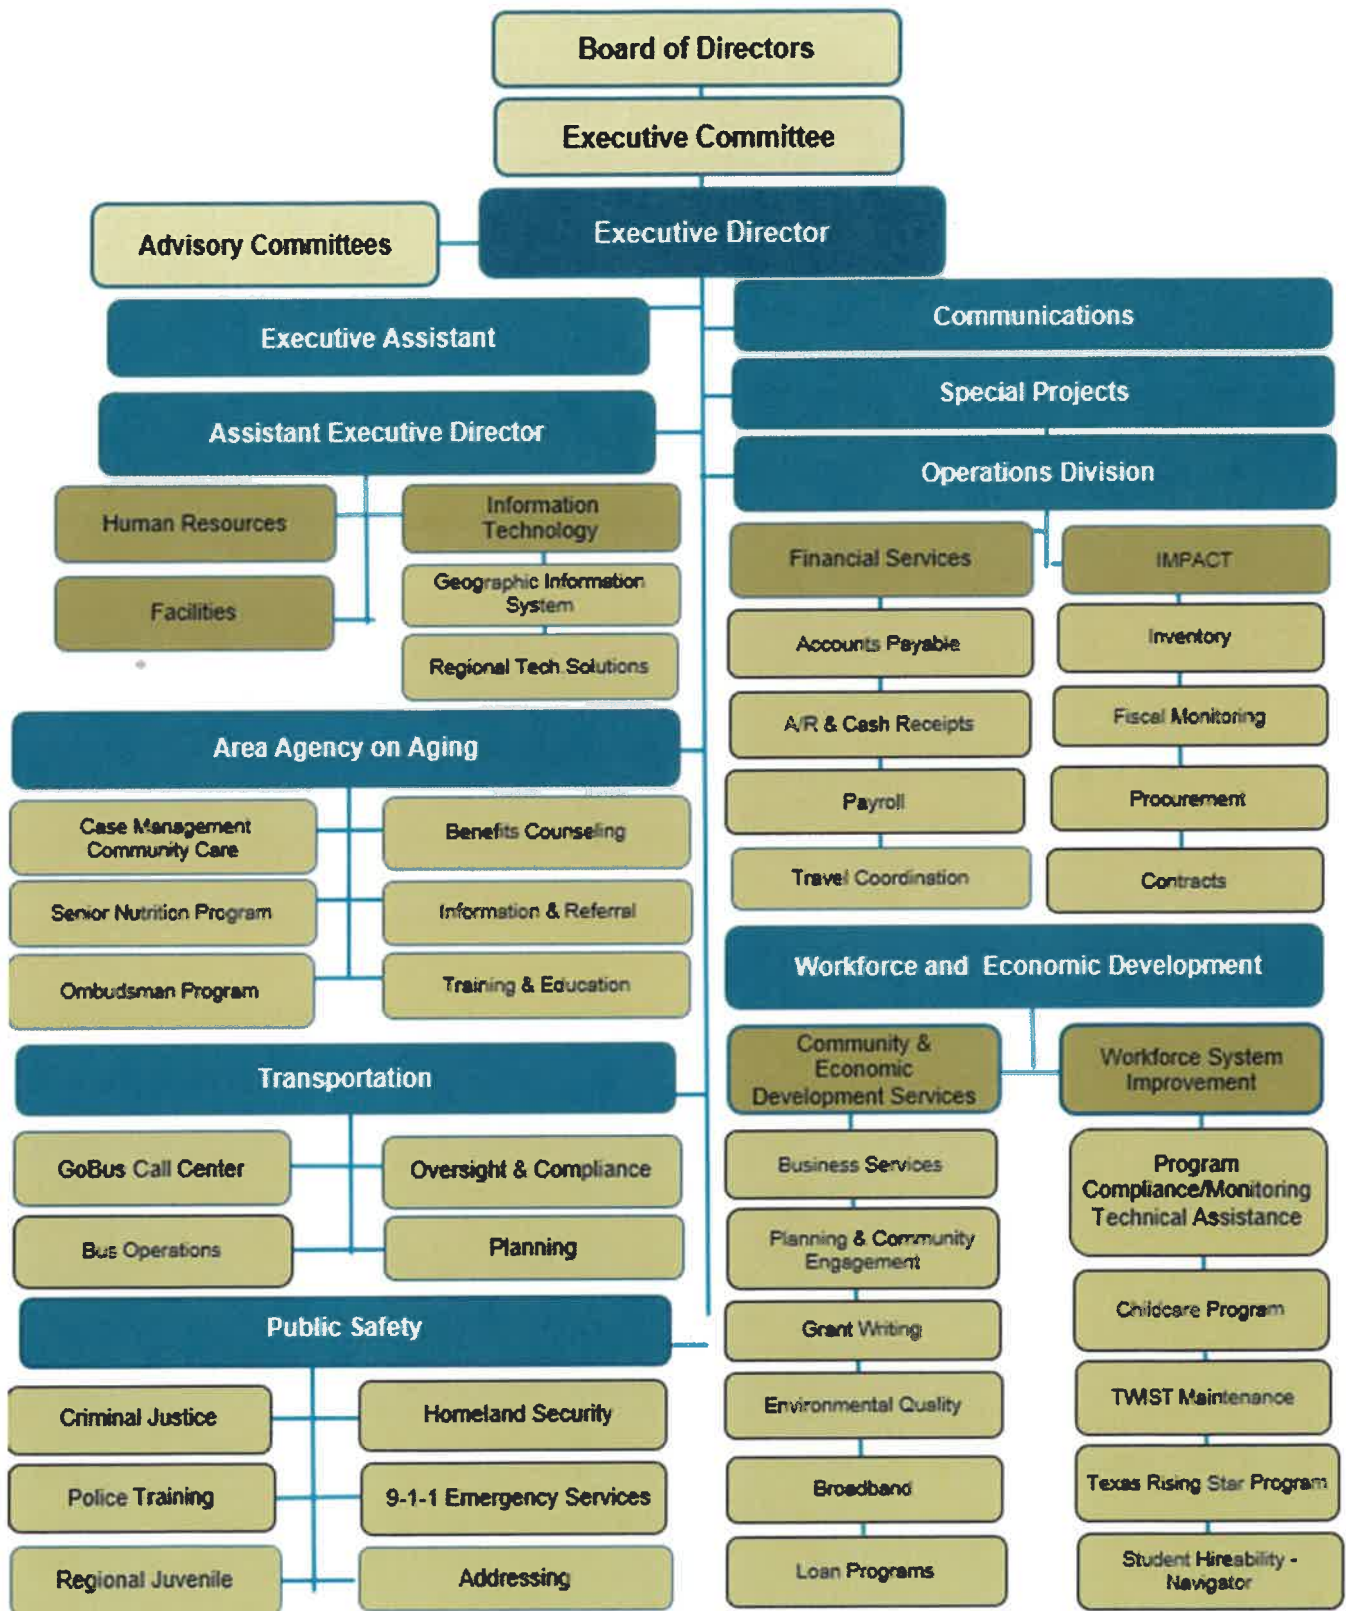 Board of Directors
Executive Committee
Executive Director
Advisory Committees
Executive Assistant
Communications
Special Projects
Assistant Executive Director
Operations Division
Human Resources
Information
Technology
Facilities
Geographic Information
System
Regional Tech Solutions
Financial Services
IMPACT
Accounts Payable
Inventory
A/R & Cash Receipts
Fiscal Monitoring
Payroll
Procurement
Travel Coordination
Contracts
Area Agency on Aging
Case Management
Community Care
Benefits Counseling
Senior Nutrition Program
Information & Referral
Ombudsman Program
Training & Education
Workforce and Economic Development
Community &
Economic
Development Services
Workforce System
Improvement
Business Services
Program
Compliance/Monitoring
Technical Assistance
Planning & Community
Engagement
Childcare Program
Grant Writing
Environmental Quality
TWIST Maintenance
Broadband
Texas Rising Star Program
Loan Programs
Student Hireability -
Navigator
Transportation
GoBus Call Center
Oversight & Compliance
Bus Operations
Planning
Public Safety
Criminal Justice
Homeland Security
Police Training
9-1-1 Emergency Services
Regional Juvenile
Addressing